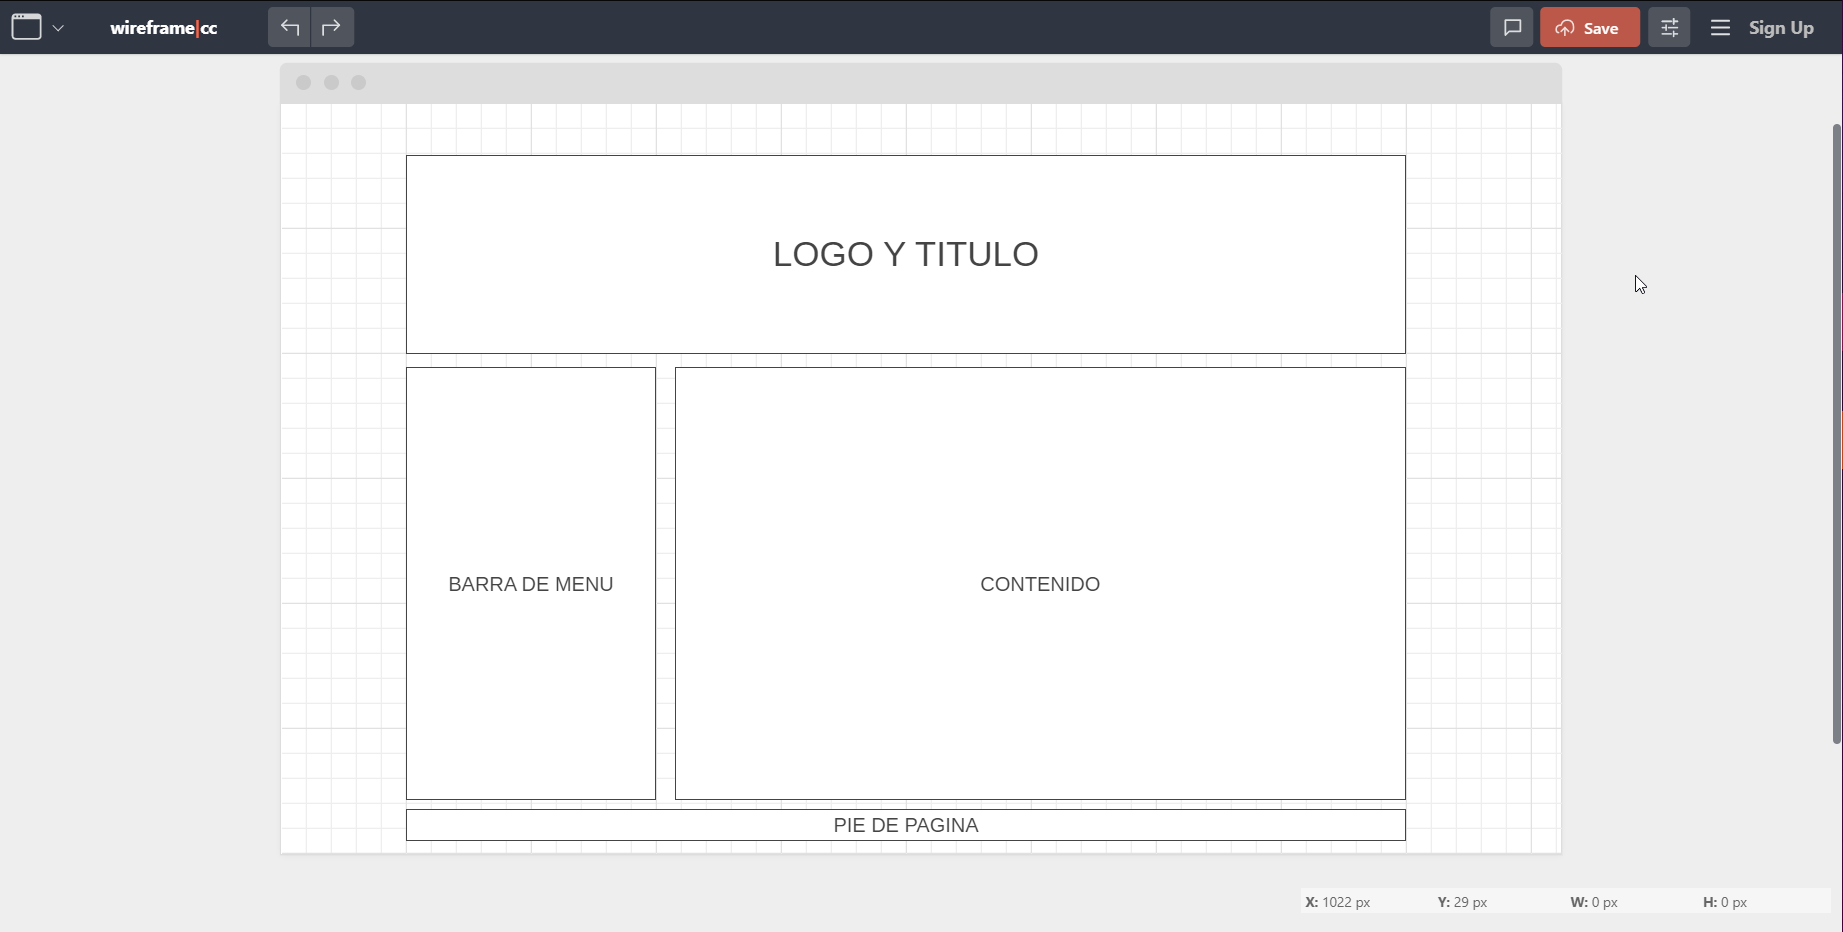 wireframe|cc
Save
Sign Up
LOGO Y TITULO
BARRA DE MENU
CONTENIDO
PIE DE PAGINA
X: 1022 px Y: 29 px W: 0 px H: 0 px